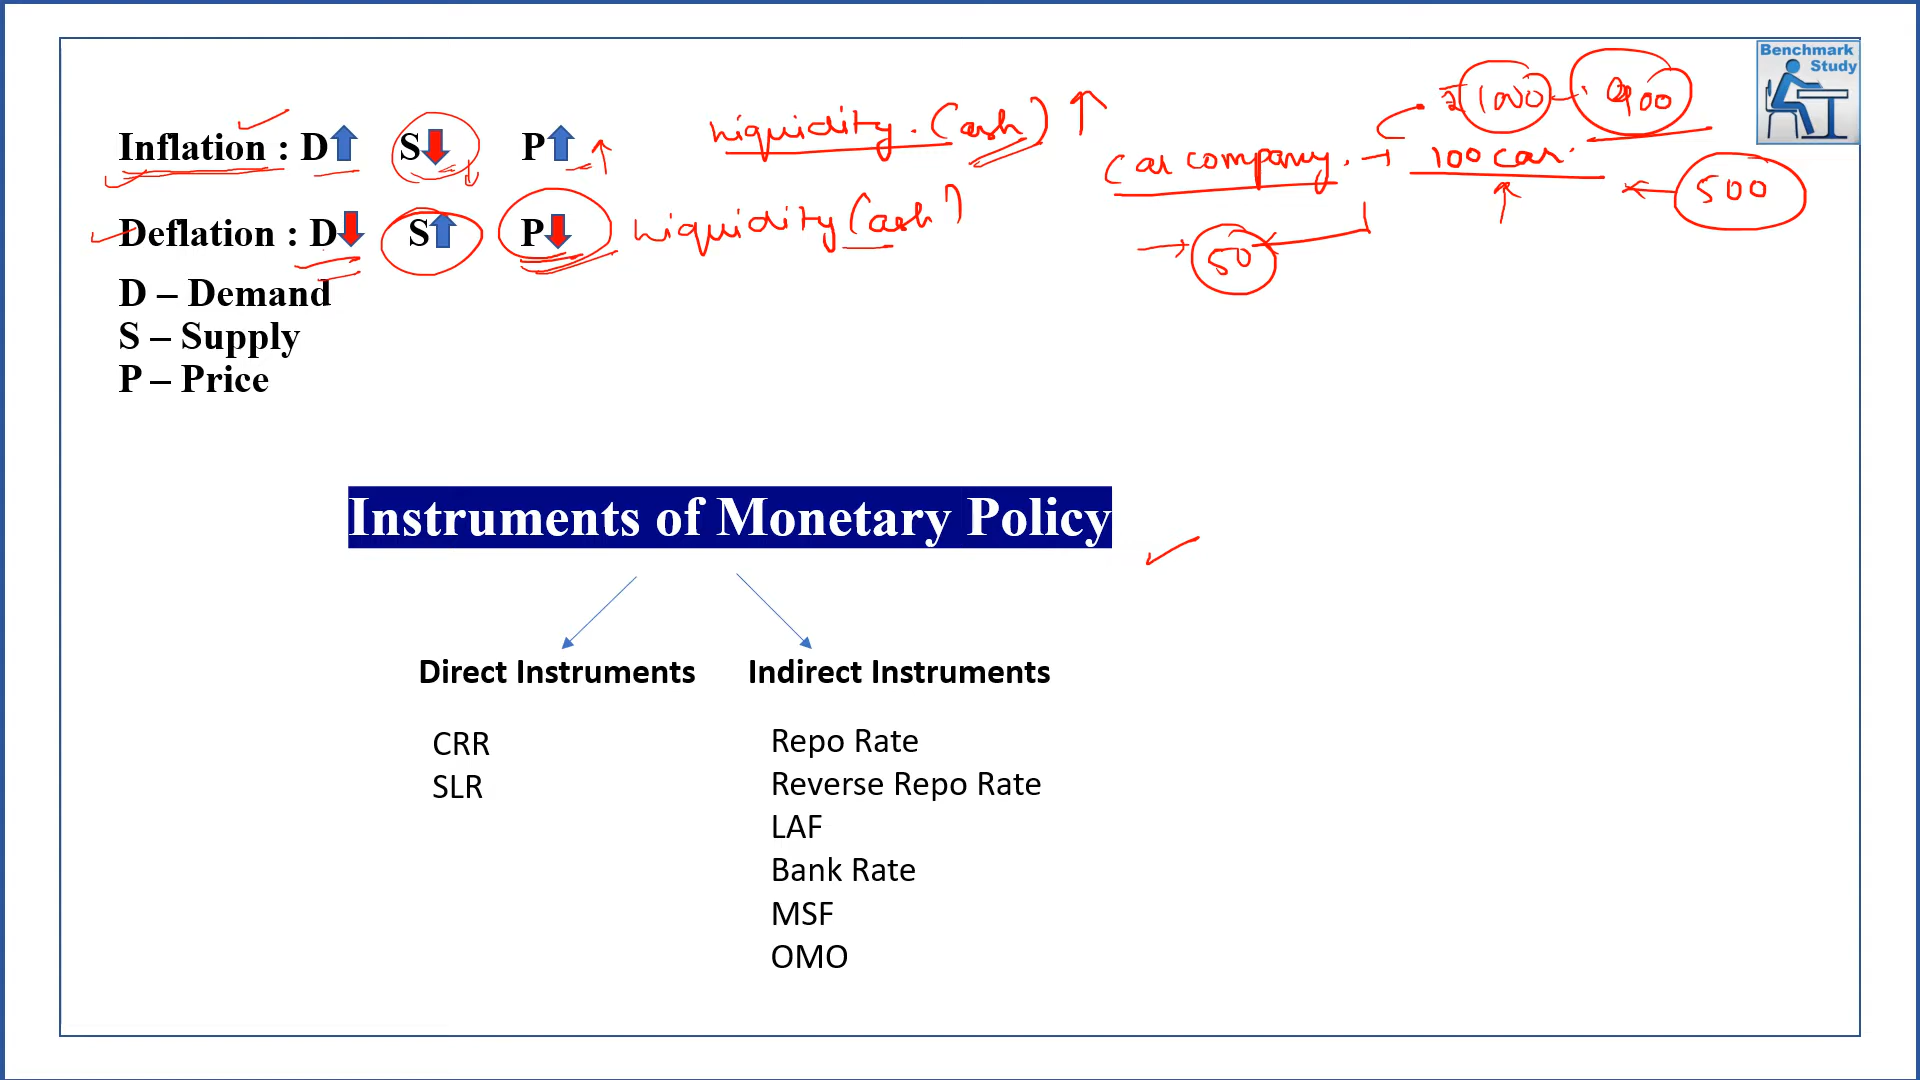 Benchmark
Study
Inflation : D S P
Liquidity. (Cash)
1000
900
Car company. → 100 car.
500
Deflation : D S P
Liquidity (Cash)
50
D – Demand
S – Supply
P – Price
Instruments of Monetary Policy
Direct Instruments
CRR
SLR
Indirect Instruments
Repo Rate
Reverse Repo Rate
LAF
Bank Rate
MSF
OMO